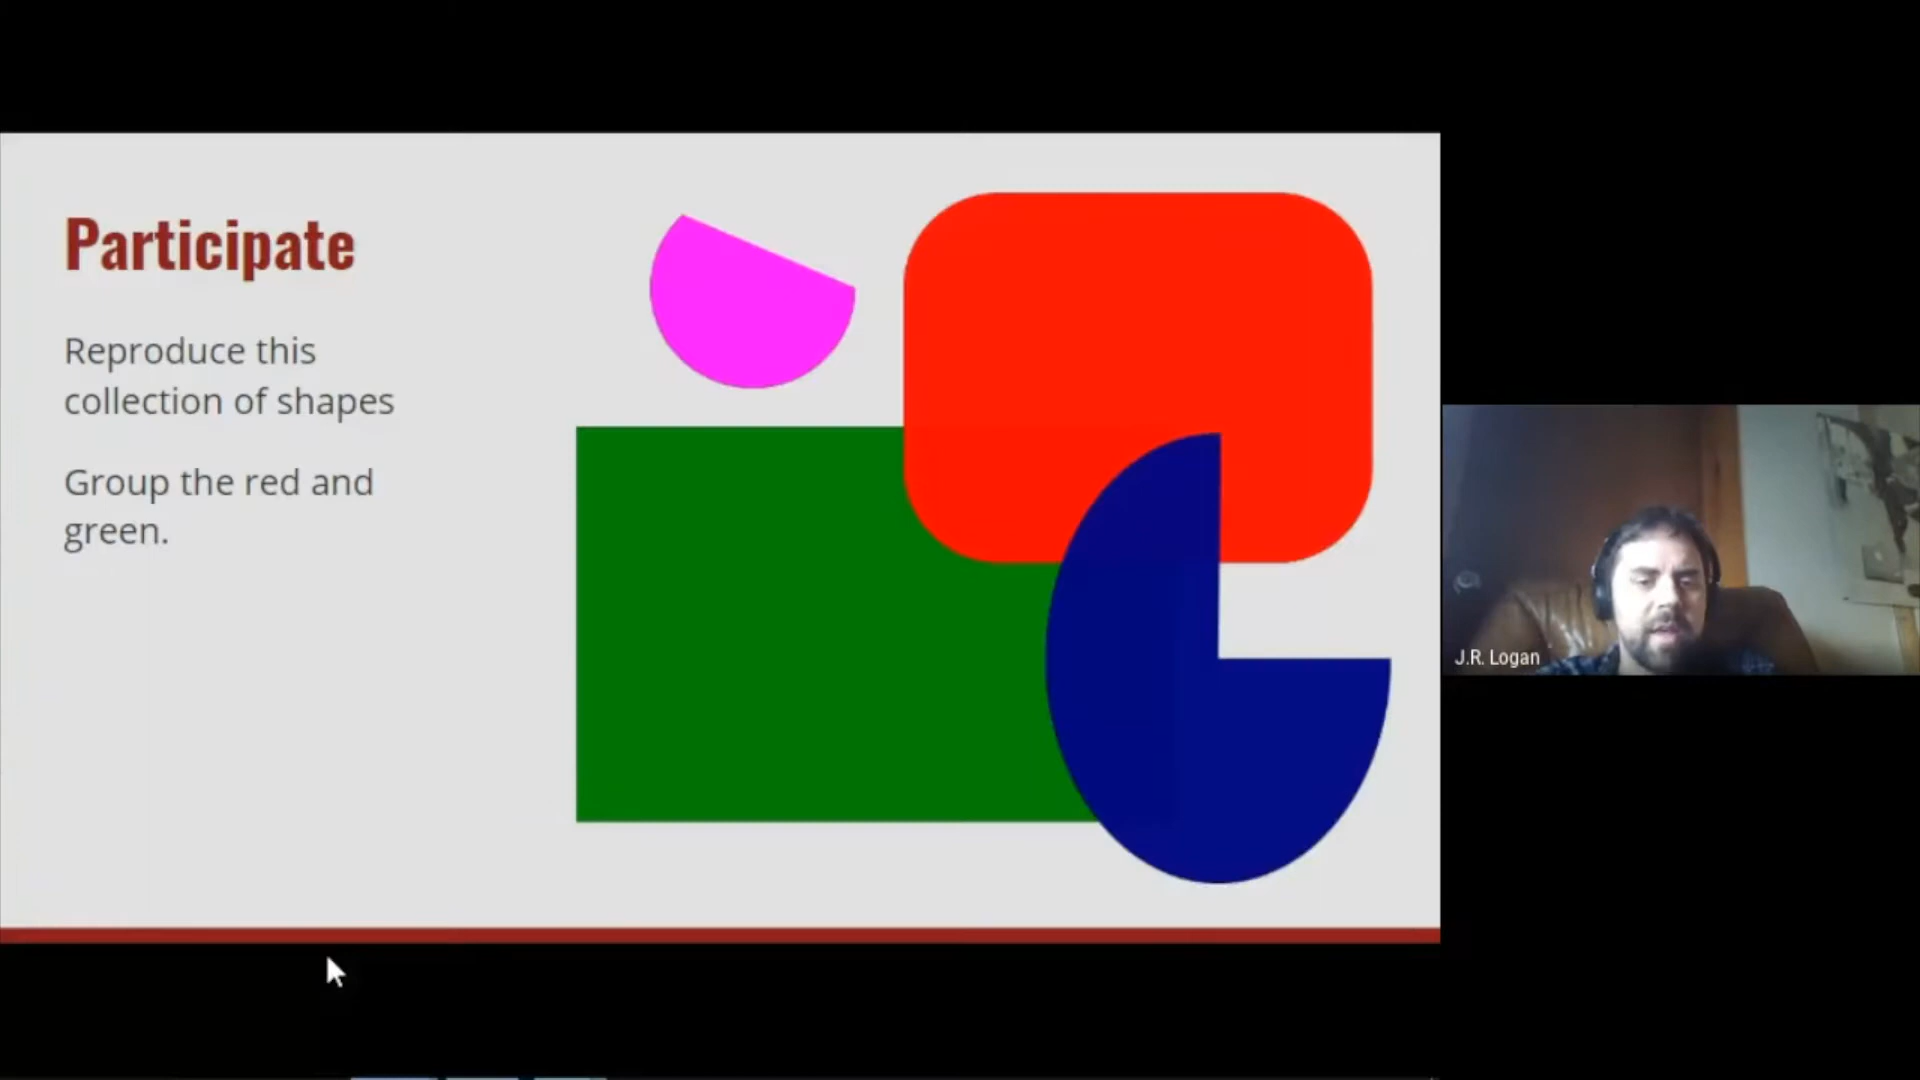 Participate
Reproduce this
collection of shapes
Group the red and
green.
J.R. Logan